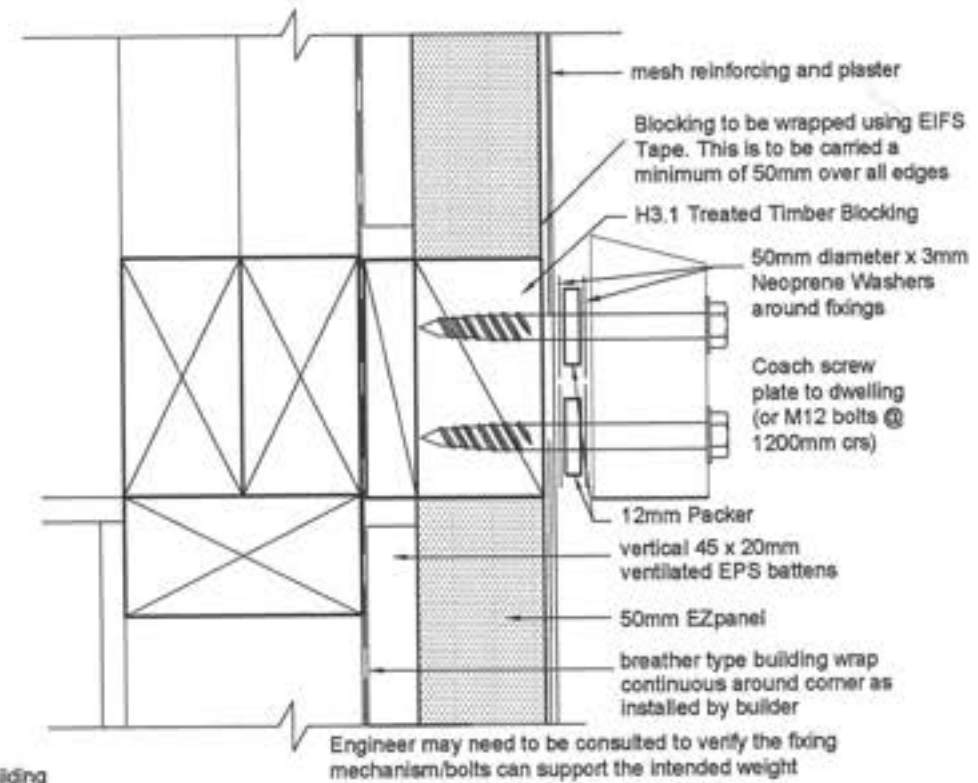 mesh reinforcing and plaster
Blocking to be wrapped using EIFS
Tape. This is to be carried a
minimum of 50mm over all edges
H3.1 Treated Timber Blocking
50mm diameter x 3mm
Neoprene Washers
around fixings
Coach screw
plate to dwelling
(or M12 bolts @
1200mm crs)
12mm Packer
vertical 45 x 20mm
ventilated EPS battens
50mm EZpanel
breather type building wrap
continuous around corner as
installed by builder
Engineer may need to be consulted to verify the fixing
mechanism/bolts can support the intended weight